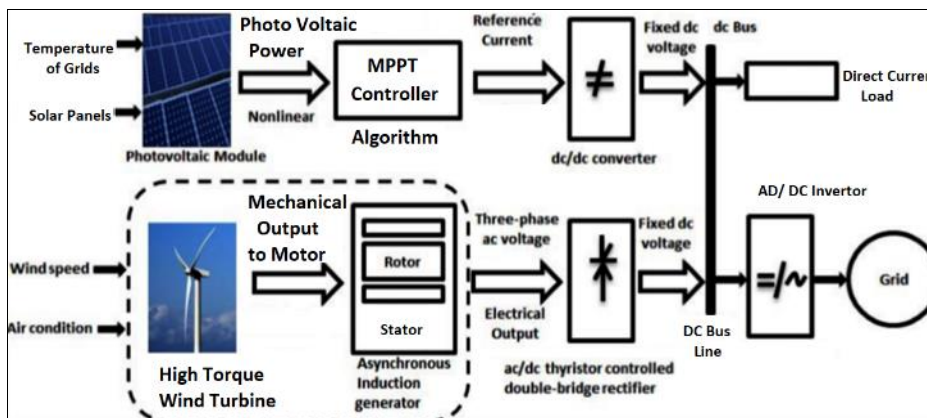 Temperature
of Grids
Solar Panels
Photovoltaic Module
Photo Voltaic
Power
Nonlinear
MPPT
Controller
Algorithm
Reference
Current
≠
dc/dc converter
Fixed dc
voltage
dc Bus
Direct Curren
Load
Wind speed
Air condition
High Torque
Wind Turbine
Mechanical
Output
to Motor
Rotor
Stator
Asynchronous
Induction
generator
Three-phase
ac voltage
Electrical
Output
ac/dc thyristor controlled
double-bridge rectifier
Fixed dc
voltage
DC Bus
Line
AD/ DC Invertor
=/~
Grid